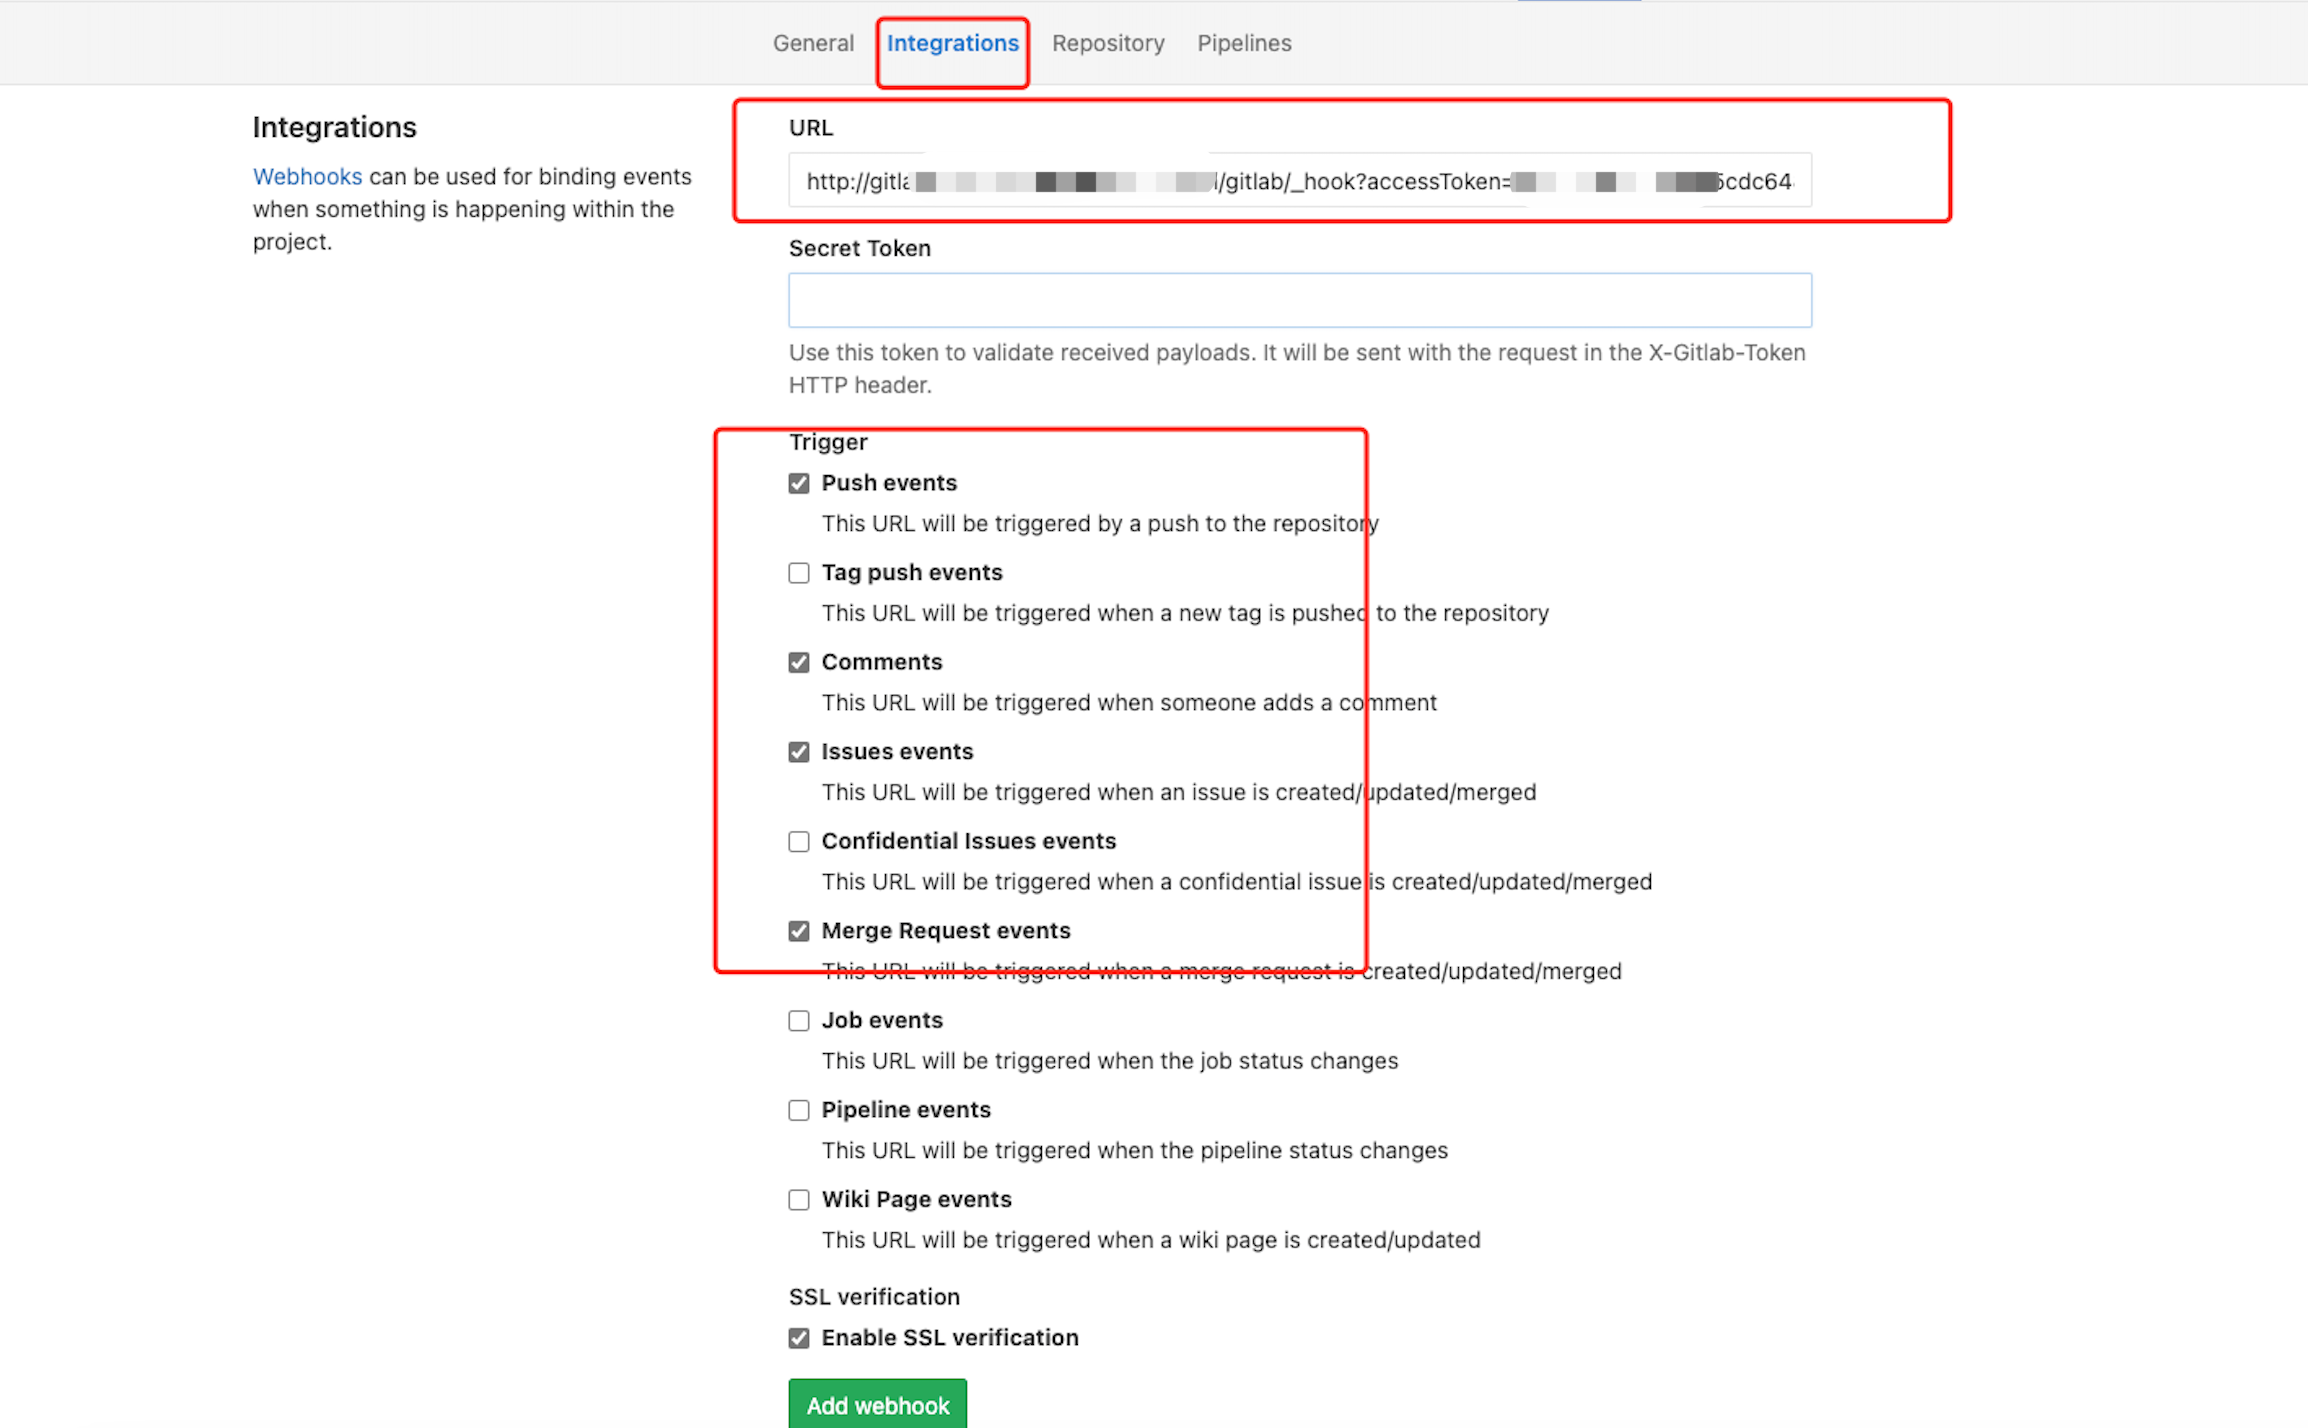 General Integrations Repository Pipelines
Integrations
Webhooks can be used for binding events
when something is happening within the
project.
URL
http://gitla /gitlab/_hook?accessToken= 5cdc64
Secret Token
Use this token to validate received payloads. It will be sent with the request in the X-Gitlab-Token
HTTP header.
Trigger
Push events
This URL will be triggered by a push to the repository
Tag push events
This URL will be triggered when a new tag is pushed to the repository
Comments
This URL will be triggered when someone adds a comment
Issues events
This URL will be triggered when an issue is created/updated/merged
Confidential Issues events
This URL will be triggered when a confidential issue is created/updated/merged
Merge Request events
This URL will be triggered when a merge request is created/updated/merged
Job events
This URL will be triggered when the job status changes
Pipeline events
This URL will be triggered when the pipeline status changes
Wiki Page events
This URL will be triggered when a wiki page is created/updated
SSL verification
Enable SSL verification
Add webhook